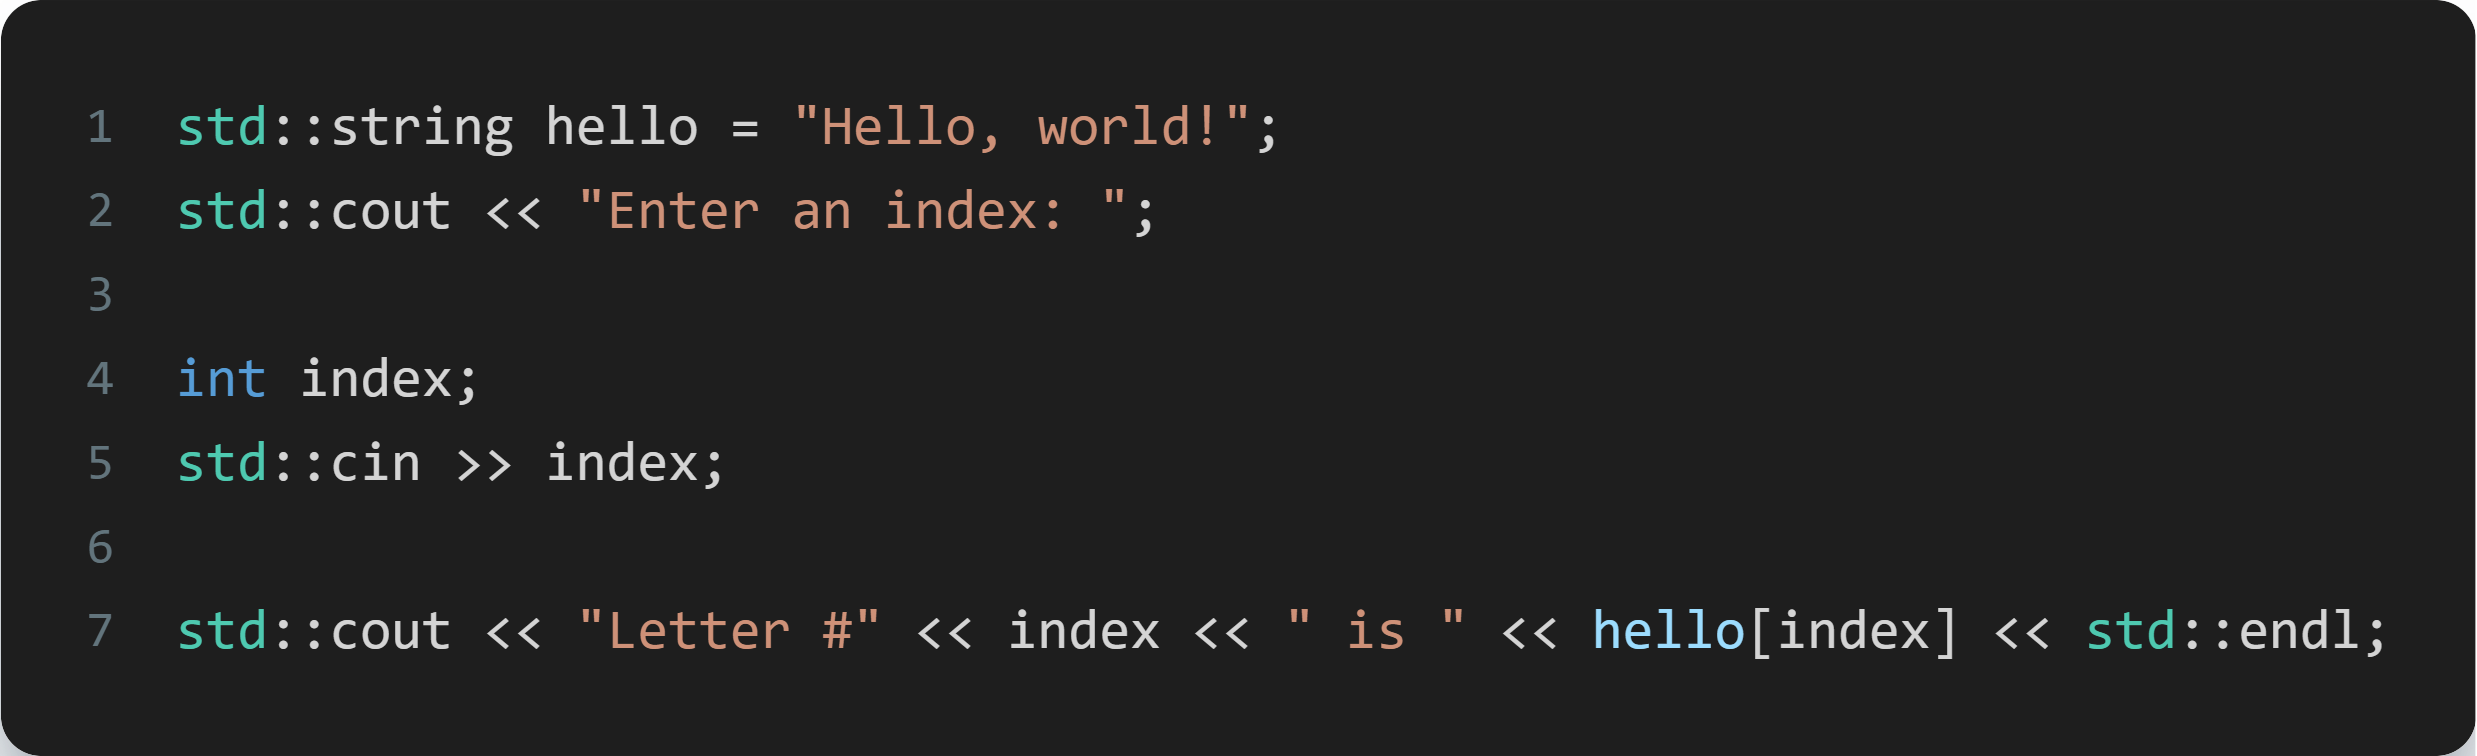 1 std::string hello = "Hello, world!";
2 std::cout << "Enter an index: ";
3
4 int index;
5 std::cin >> index;
6
7 std::cout << "Letter #" << index << " is " << hello[index] << std::endl;